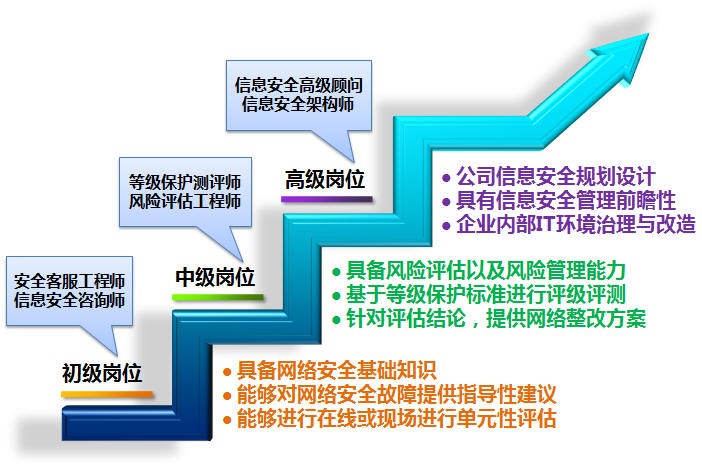 信息安全高级顾问
信息安全架构师
高级岗位
● 公司信息安全规划设计
● 具有信息安全管理前瞻性
● 企业内部IT环境治理与改造
等级保护测评师
风险评估工程师
中级岗位
● 具备风险评估以及风险管理能力
● 基于等级保护标准进行评级评测
● 针对评估结论，提供网络整改方案
安全客服工程师
信息安全咨询师
初级岗位
● 具备网络安全基础知识
● 能够对网络安全故障提供指导性建议
● 能够进行在线或现场进行单元性评估